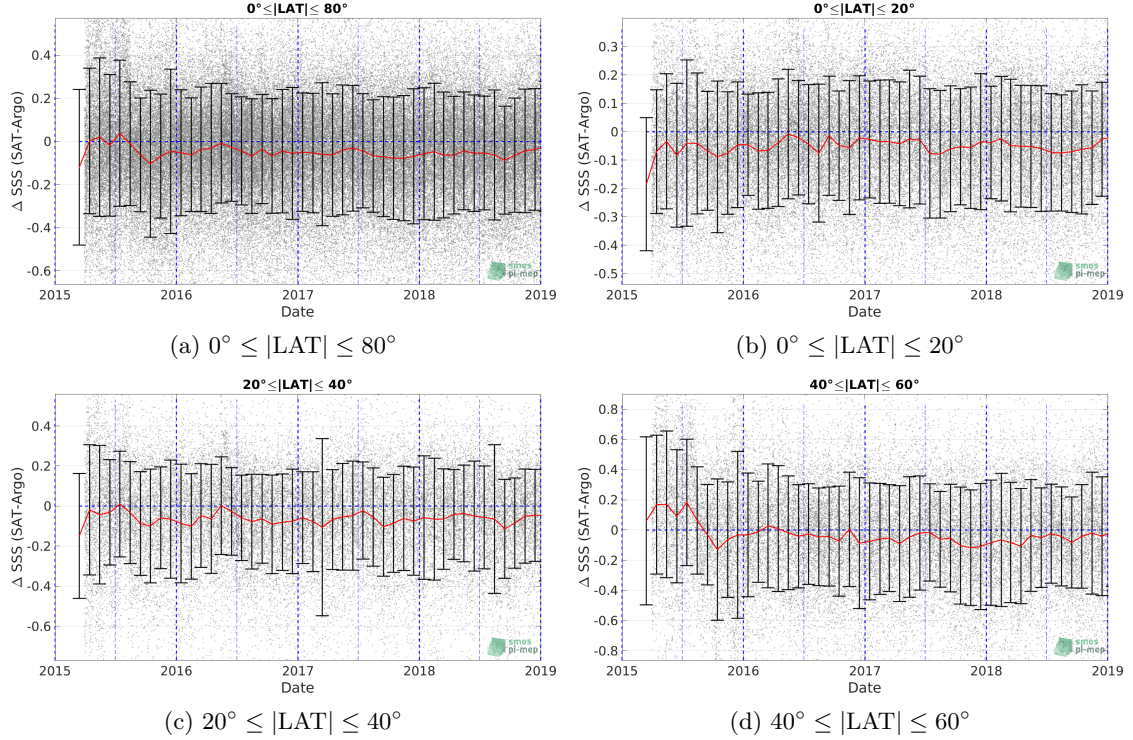 0°≤|LAT|≤ 80°
Δ SSS (SAT-Argo)
0.4
0.2
0
-0.2
-0.4
-0.6
smos
pi-mep
2015 2016 2017 2018 2019
Date
(a) 0° ≤ |LAT| ≤ 80°
0°≤|LAT|≤ 20°
Δ SSS (SAT-Argo)
0.3
0.2
0.1
0
-0.1
-0.2
-0.3
-0.4
-0.5
smos
pi-mep
2015 2016 2017 2018 2019
Date
(b) 0° ≤ |LAT| ≤ 20°
20°≤|LAT|≤ 40°
Δ SSS (SAT-Argo)
0.4
0.2
0
-0.2
-0.4
-0.6
smos
pi-mep
2015 2016 2017 2018 2019
Date
(c) 20° ≤ |LAT| ≤ 40°
40°≤|LAT|≤ 60°
Δ SSS (SAT-Argo)
0.8
0.6
0.4
0.2
0
-0.2
-0.4
-0.6
-0.8
smos
pi-mep
2015 2016 2017 2018 2019
Date
(d) 40° ≤ |LAT| ≤ 60°